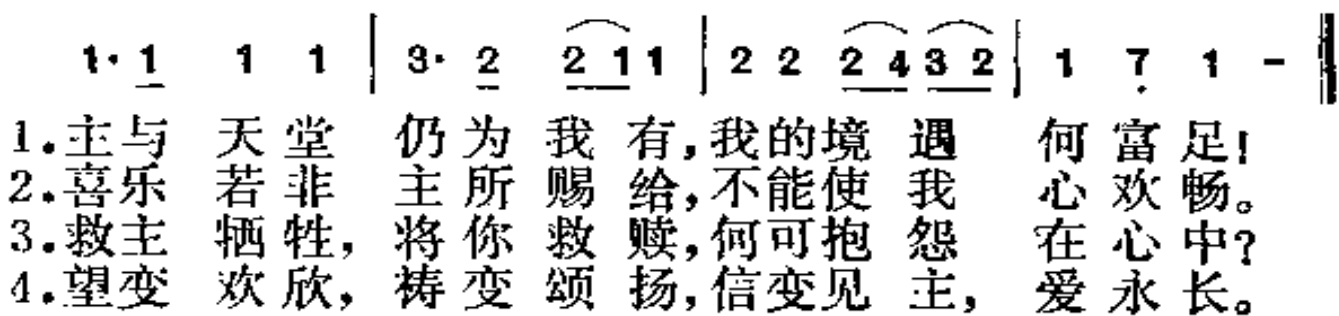 1· 1 1 1 | 3· 2 2 1 1 | 2 2 2 4 3 2 | 1 7 1 - ‖
1.主与 天堂 仍为我 有,我的境 遇 何富足!
2.喜乐 若非 主所赐 给,不能使 我 心欢畅。
3.救主 牺牲, 将你救 赎,何可抱 怨 在心中?
4.望变 欢欣, 祷变颂 扬,信变见 主, 爱永长。